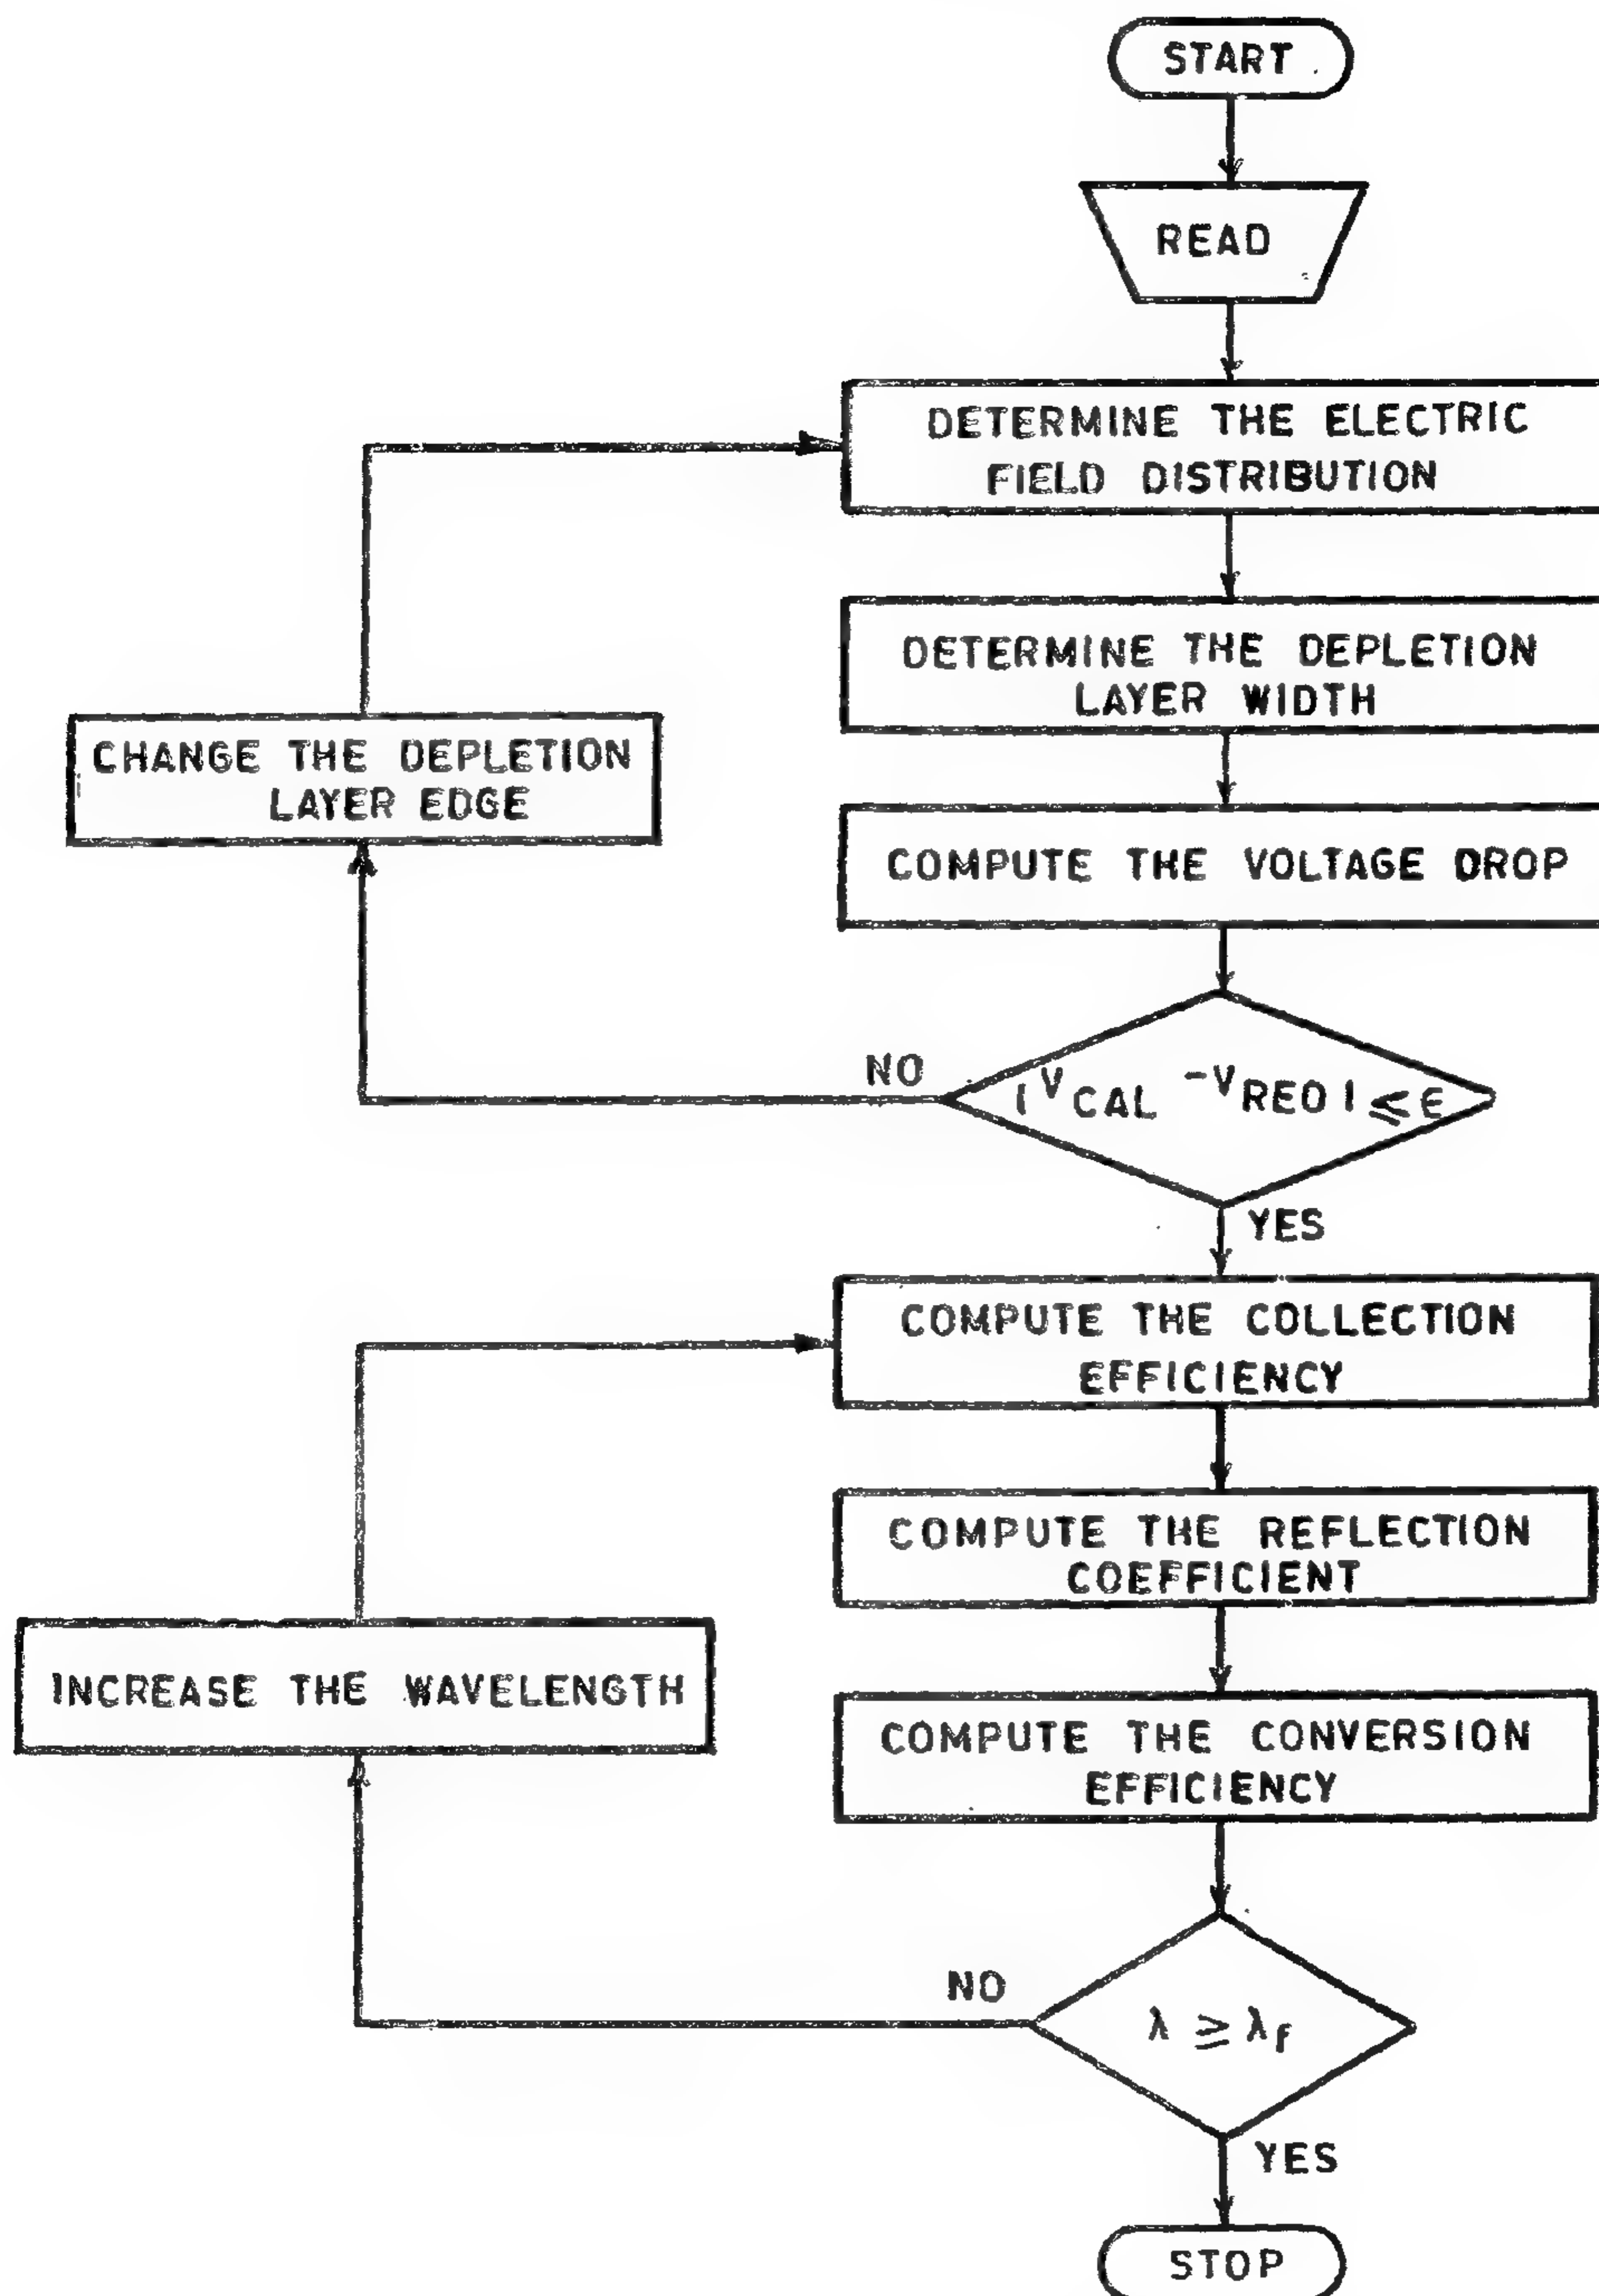 START
READ
DETERMINE THE ELECTRIC
FIELD DISTRIBUTION
DETERMINE THE DEPLETION
LAYER WIDTH
CHANGE THE DEPLETION
LAYER EDGE
COMPUTE THE VOLTAGE DROP
NO
|V CAL -V REO| ≤ ϵ
YES
COMPUTE THE COLLECTION
EFFICIENCY
COMPUTE THE REFLECTION
COEFFICIENT
INCREASE THE WAVELENGTH
COMPUTE THE CONVERSION
EFFICIENCY
NO
λ ≥ λF
YES
STOP